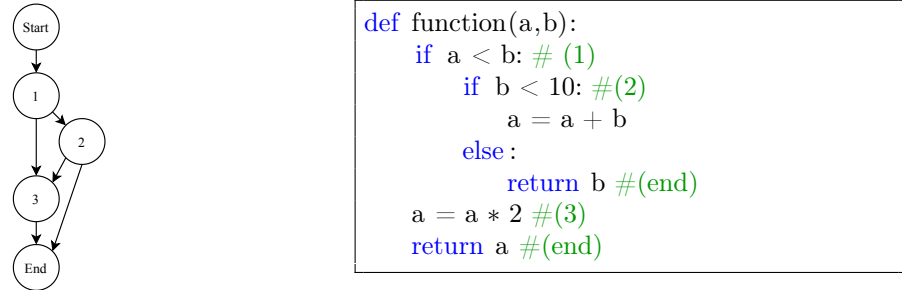 Start
1
2
3
End
def function(a,b):
    if a < b: # (1)
        if b < 10: #(2)
            a = a + b
        else:
            return b #(end)
    a = a * 2 #(3)
    return a #(end)